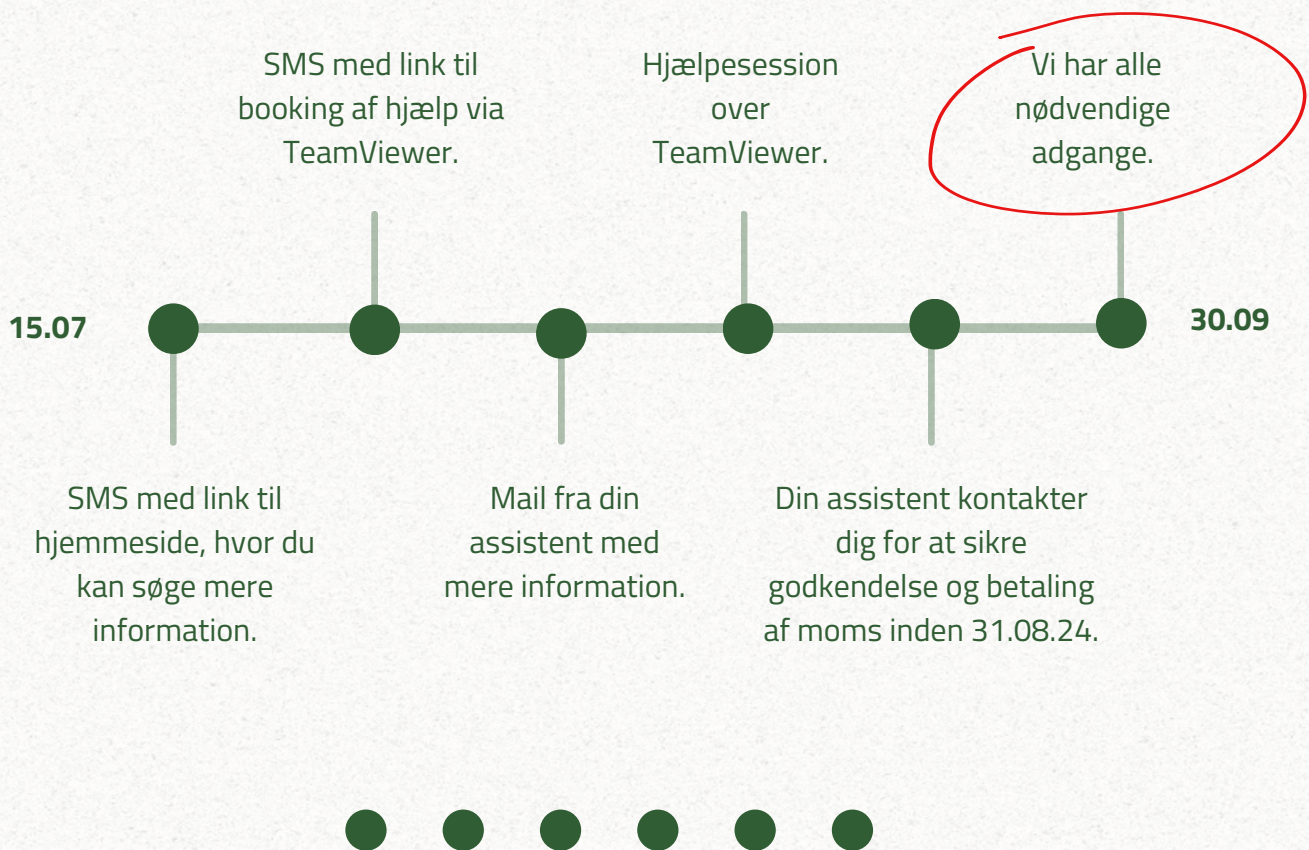 SMS med link til
booking af hjælp via
TeamViewer.
Hjælpesession
over
TeamViewer.
Vi har alle
nødvendige
adgange.
15.07
30.09
SMS med link til
hjemmeside, hvor du
kan søge mere
information.
Mail fra din
assistent med
mere information.
Din assistent kontakter
dig for at sikre
godkendelse og betaling
af moms inden 31.08.24.